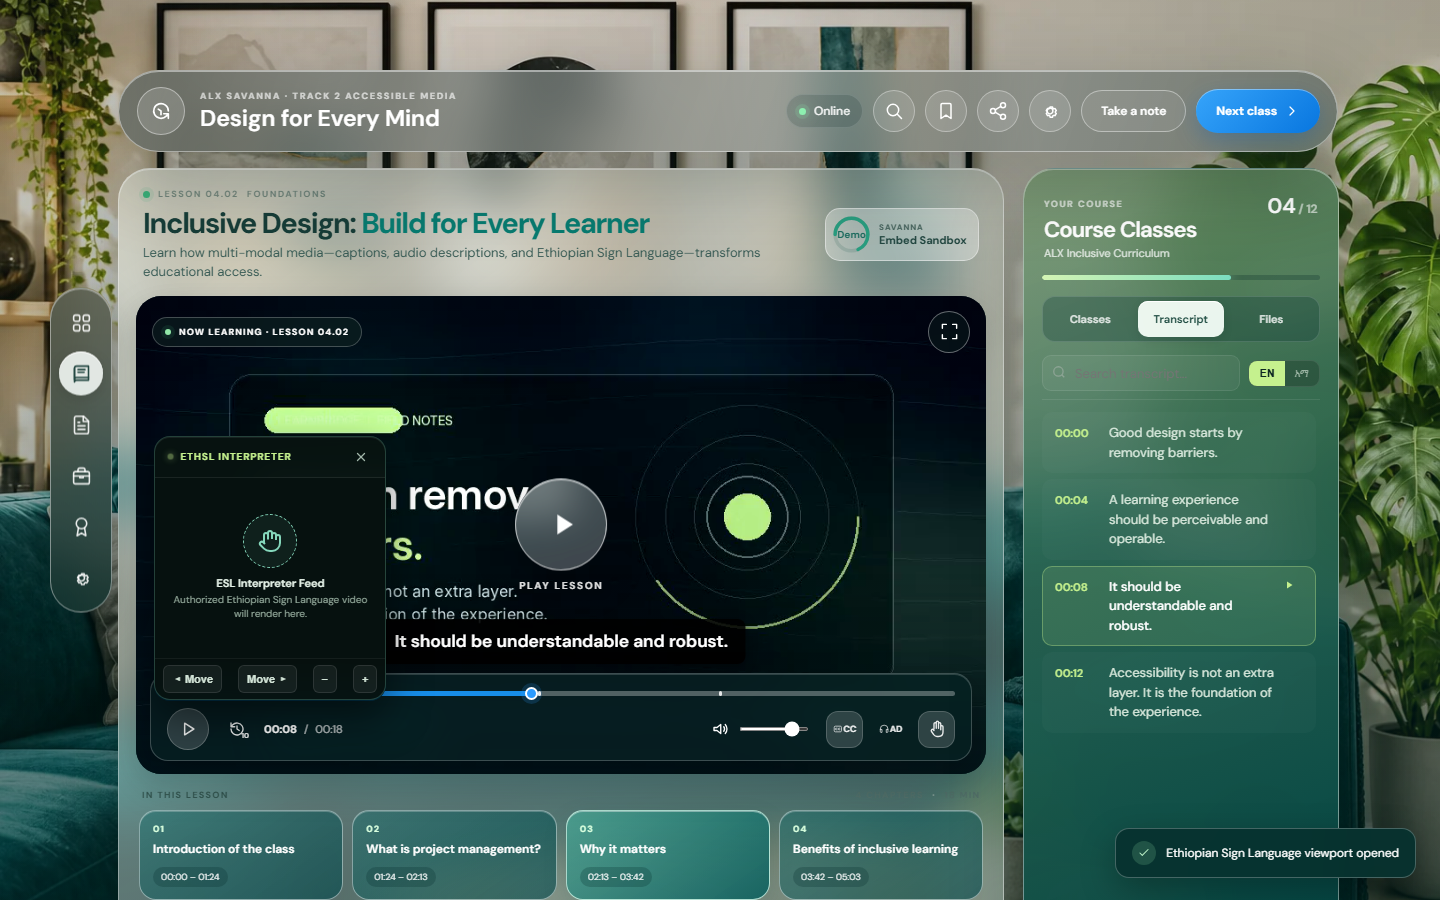 ALX SAVANNA • TRACK 2 ACCESSIBLE MEDIA
Design for Every Mind
Online
Take a note
Next class
LESSON 04.02 FOUNDATIONS
Inclusive Design: Build for Every Learner
Learn how multi-modal media—captions, audio descriptions, and Ethiopian Sign Language—transforms
educational access.
Demo
SAVANNA
Embed Sandbox
NOW LEARNING • LESSON 04.02
D NOTES
ETHSL INTERPRETER
n remov
rs.
ESL Interpreter Feed
Authorized Ethiopian Sign Language video
will render here.
not an extra layer.
ion of the experience.
PLAY LESSON
It should be understandable and robust.
◄ Move
Move ►
−
+
10
00:08 / 00:18
CC
AD
IN THIS LESSON
01
Introduction of the class
00:00 – 01:24
02
What is project management?
01:24 – 02:13
03
Why it matters
02:13 – 03:42
04
Benefits of inclusive learning
03:42 – 05:03
YOUR COURSE
04 / 12
Course Classes
ALX Inclusive Curriculum
Classes
Transcript
Files
EN
አማ
00:00
Good design starts by
removing barriers.
00:04
A learning experience
should be perceivable and
operable.
00:08
It should be
understandable and
robust.
00:12
Accessibility is not an extra
layer. It is the foundation of
the experience.
Ethiopian Sign Language viewport opened